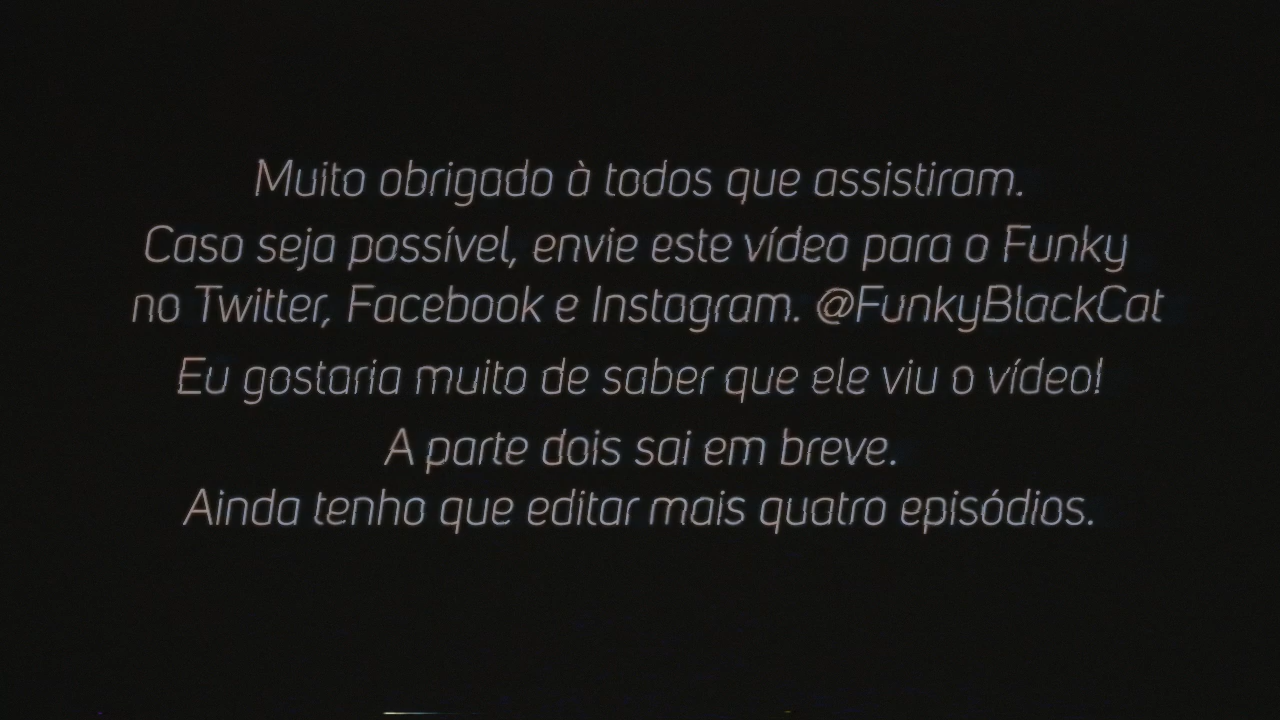 Muito obrigado à todos que assistiram.
Caso seja possível, envie este vídeo para o Funky
no Twitter, Facebook e Instagram. @FunkyBlackCat
Eu gostaria muito de saber que ele viu o vídeo!
A parte dois sai em breve.
Ainda tenho que editar mais quatro episódios.